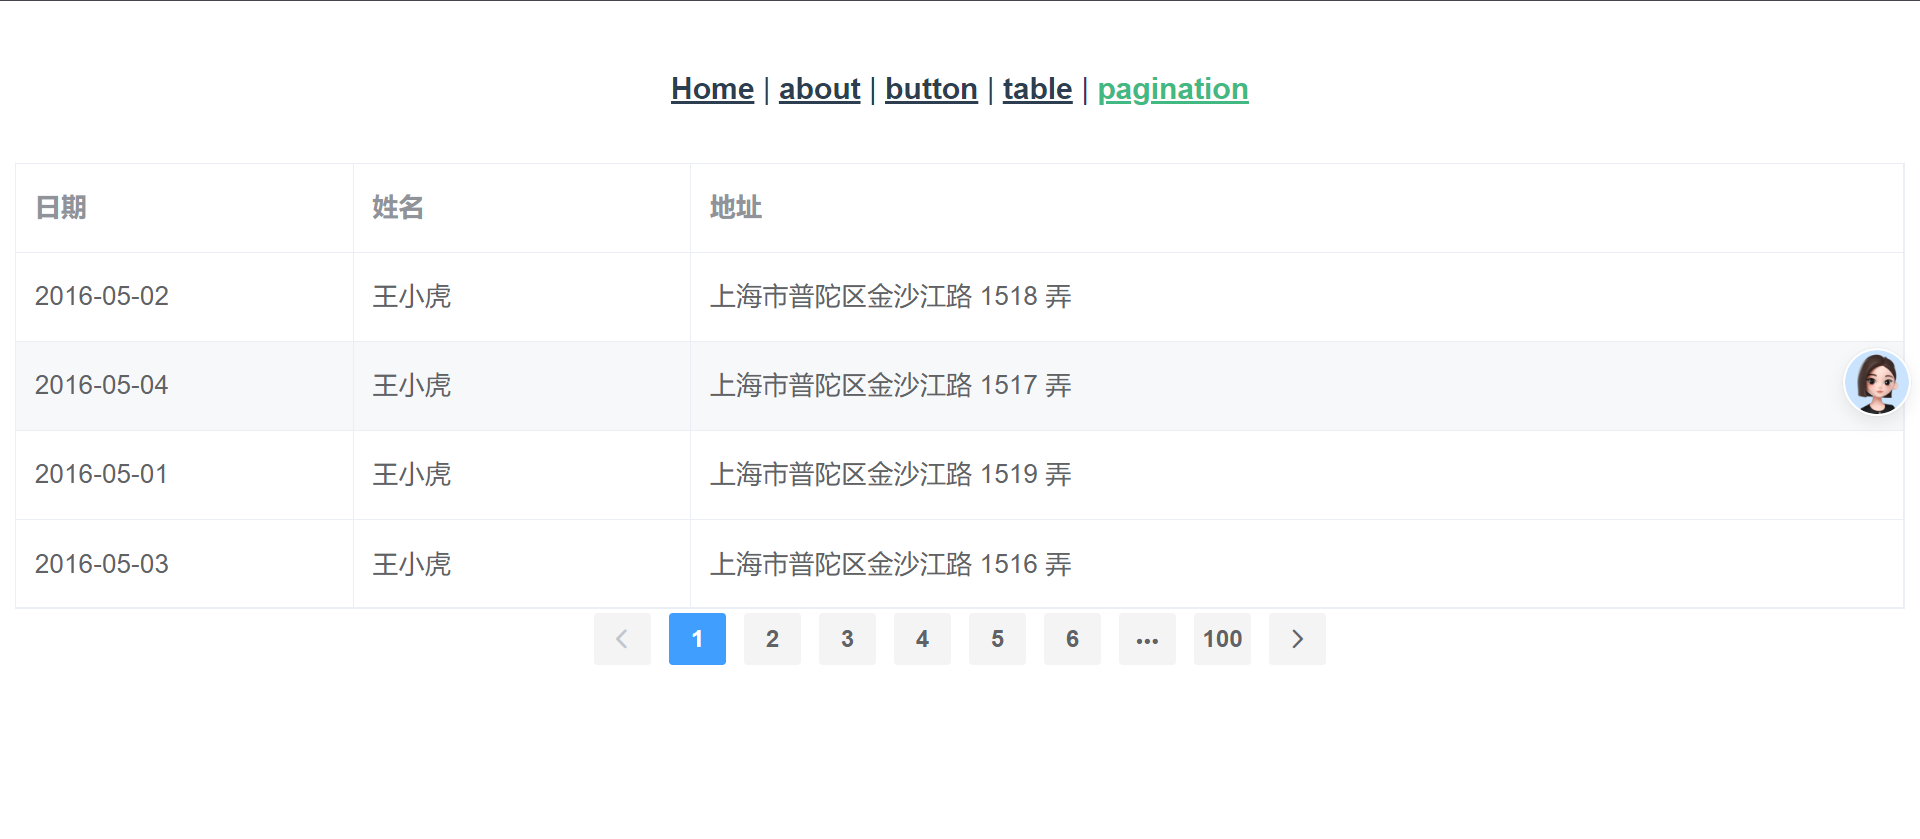 Home | about | button | table | pagination
日期 姓名 地址
2016-05-02 王小虎 上海市普陀区金沙江路 1518 弄
2016-05-04 王小虎 上海市普陀区金沙江路 1517 弄
2016-05-01 王小虎 上海市普陀区金沙江路 1519 弄
2016-05-03 王小虎 上海市普陀区金沙江路 1516 弄
1 2 3 4 5 6 ... 100